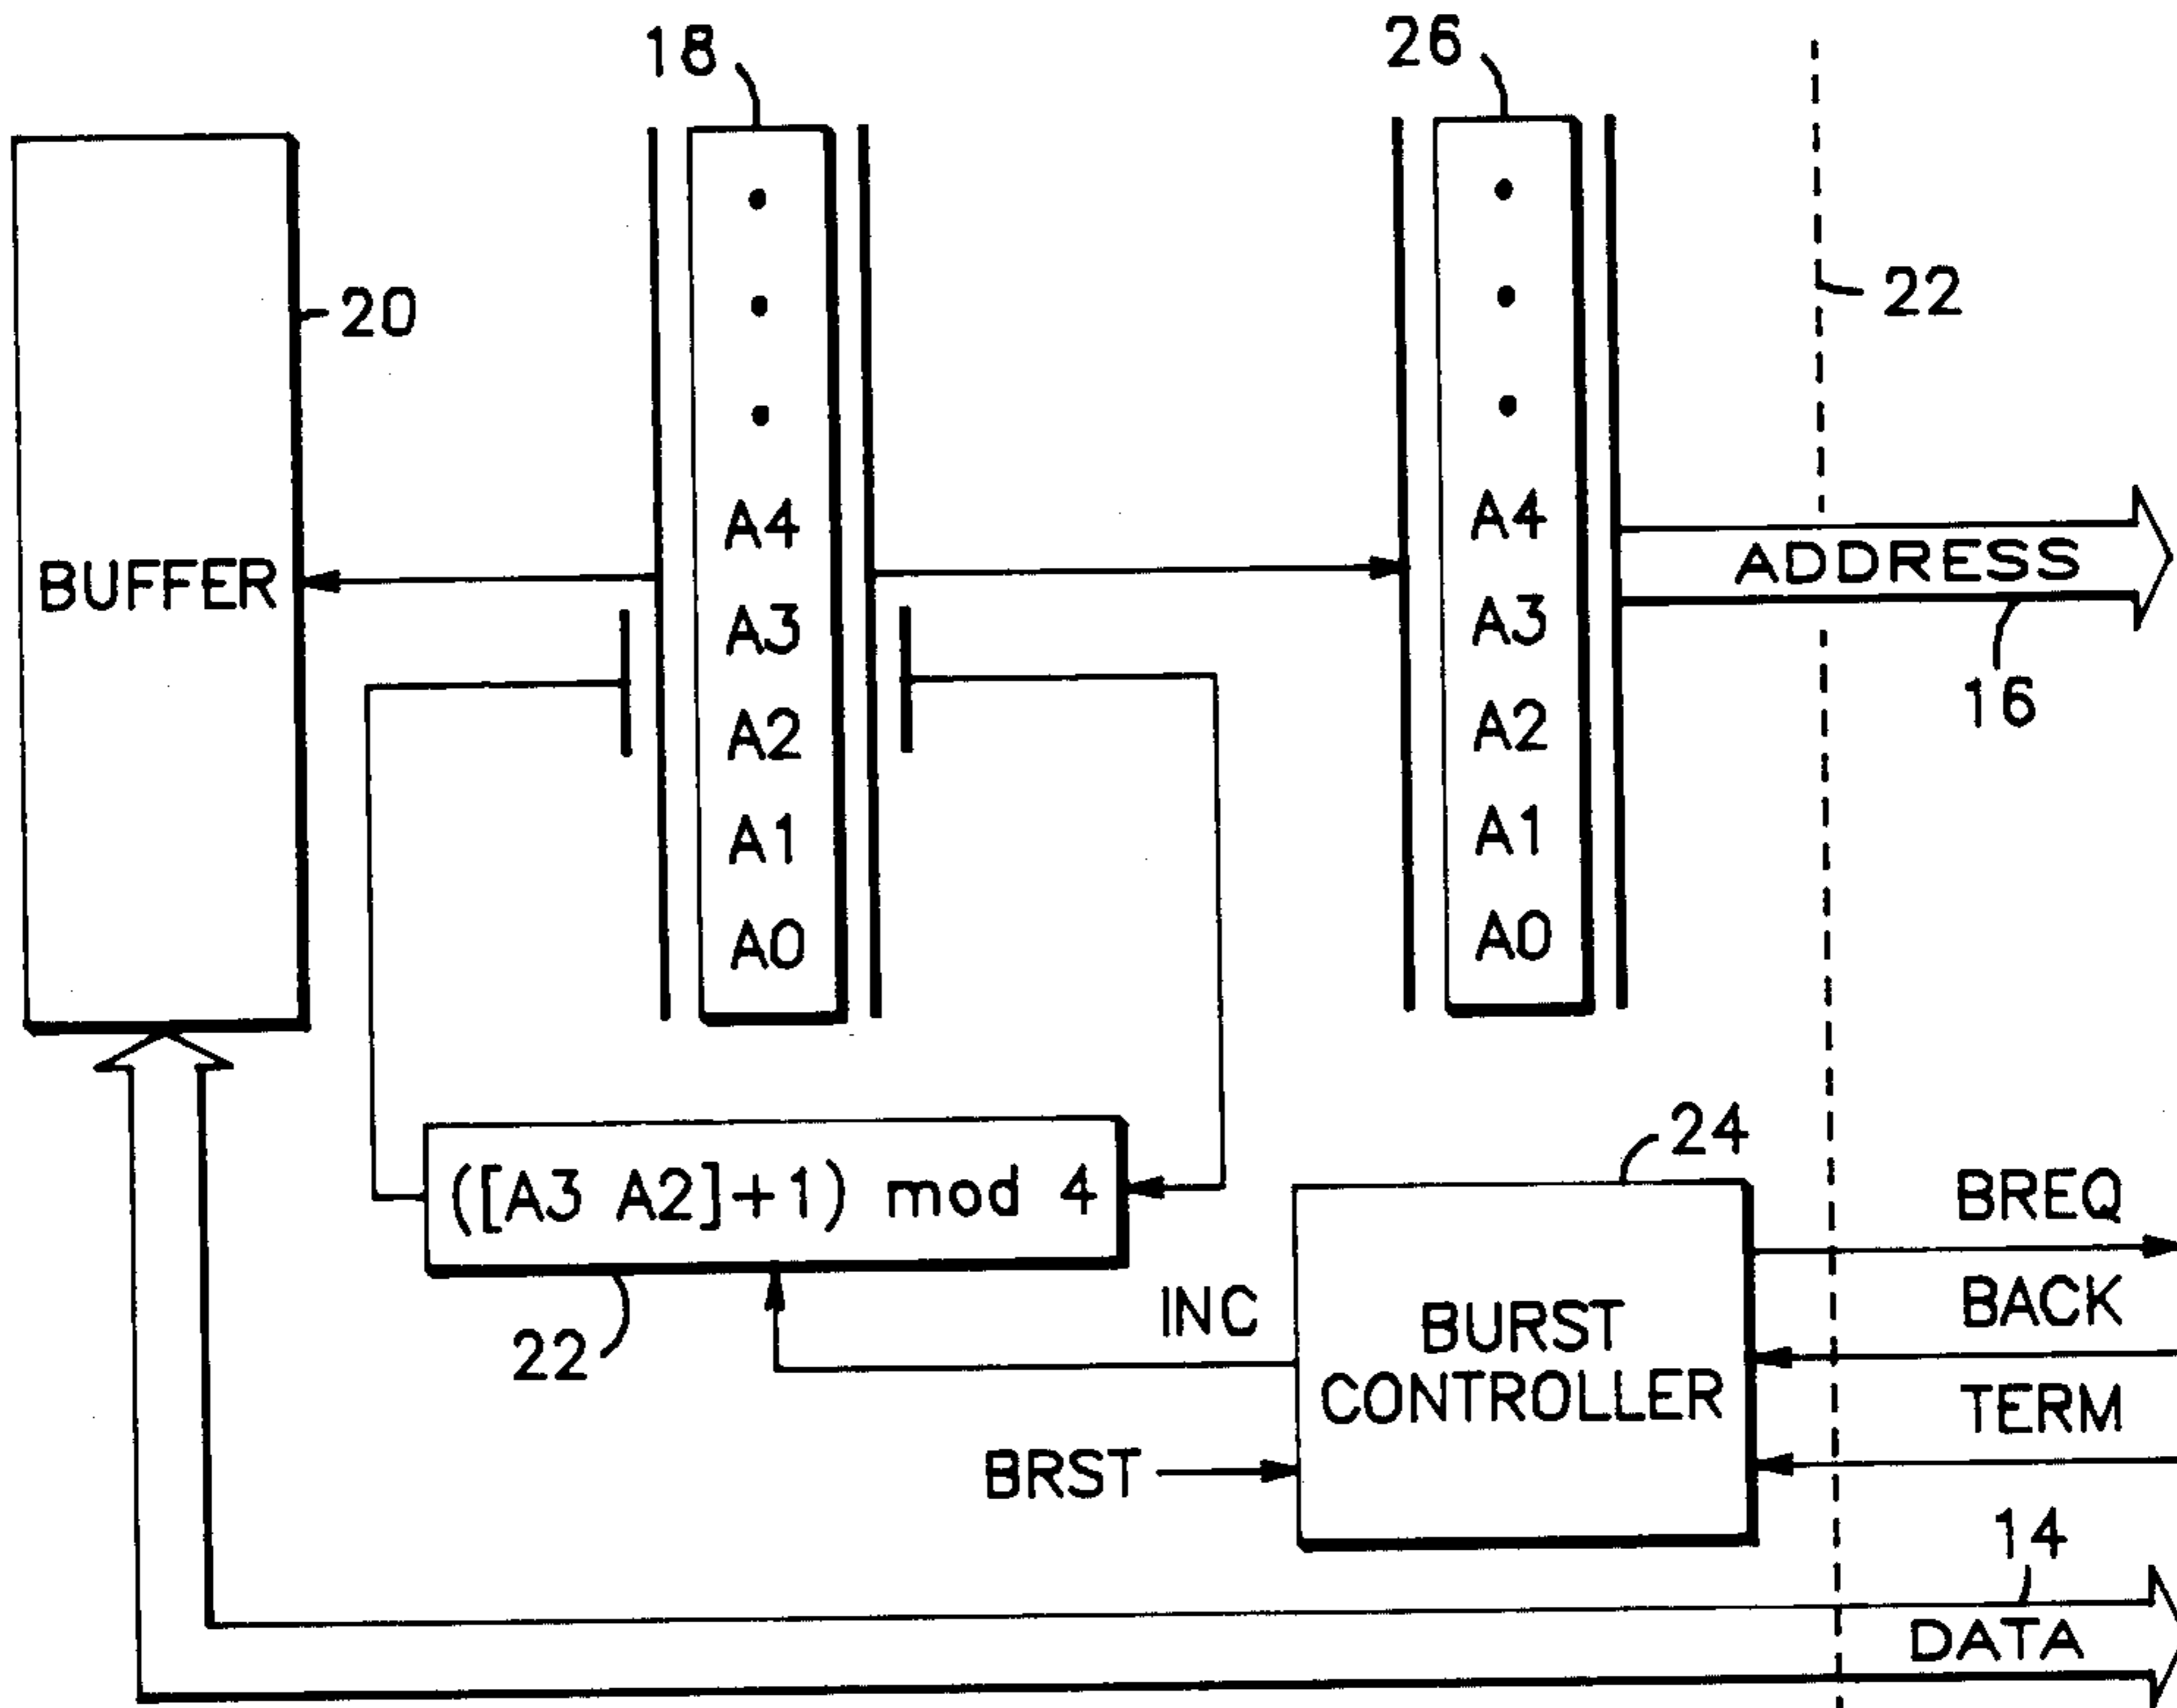 18
26
20
22
A4
A3
A2
A1
A0
A4
A3
A2
A1
A0
BUFFER
ADDRESS
16
([A3 A2]+1) mod 4
22
24
INC
BURST
CONTROLLER
BRST
BREQ
BACK
TERM
14
DATA